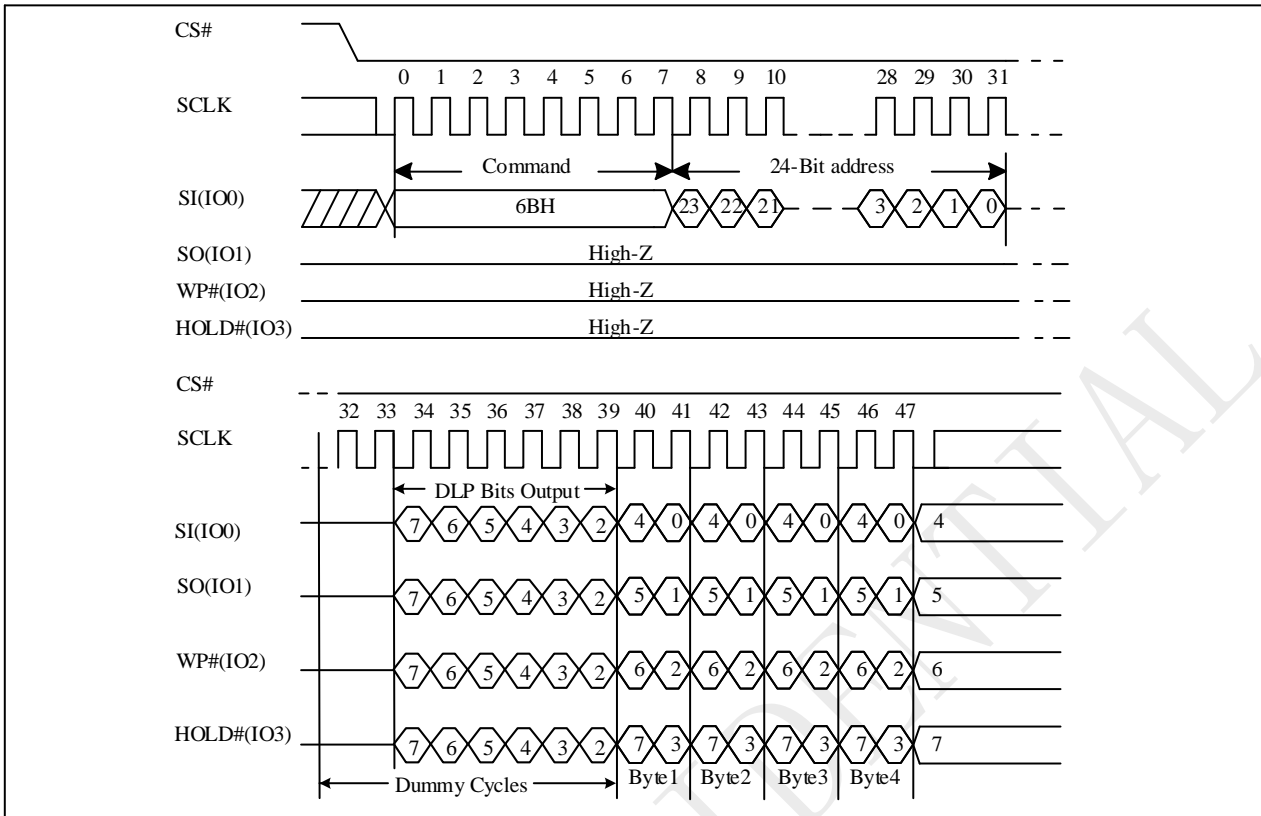 CS#
0 1 2 3 4 5 6 7 8 9 10 28 29 30 31
SCLK
Command 24-Bit address
SI(IO0) 6BH 23 22 21 3 2 1 0
SO(IO1) High-Z
WP#(IO2) High-Z
HOLD#(IO3) High-Z
CS#
32 33 34 35 36 37 38 39 40 41 42 43 44 45 46 47
SCLK
DLP Bits Output
SI(IO0) 7 6 5 4 3 2 4 0 4 0 4 0 4 0 4
SO(IO1) 7 6 5 4 3 2 5 1 5 1 5 1 5 1 5
WP#(IO2) 7 6 5 4 3 2 6 2 6 2 6 2 6 2 6
HOLD#(IO3) 7 6 5 4 3 2 7 3 7 3 7 3 7 3 7
Dummy Cycles Byte1 Byte2 Byte3 Byte4
IDENTIAL